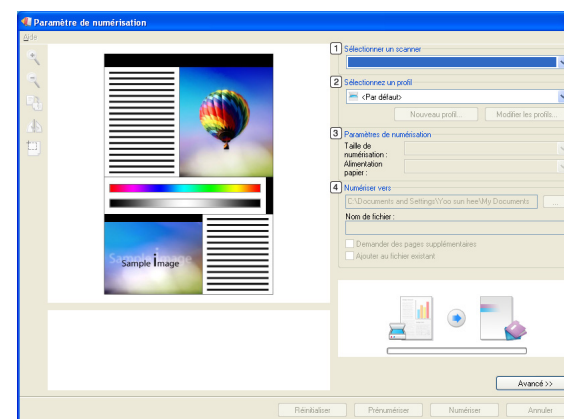 Paramètre de numérisation
Aide
1 Sélectionner un scanner
2 Sélectionnez un profil
<Par défaut>
Nouveau profil... Modifier les profils...
3 Paramètres de numérisation
Taille de
numérisation :
Alimentation
papier :
4 Numériser vers
C:\Documents and Settings\Yoo sun hee\My Documents ...
Nom de fichier :
Demander des pages supplémentaires
Ajouter au fichier existant
Sample image
Sample image
Avancé >>
Réinitialiser Prénumériser Numériser Annuler